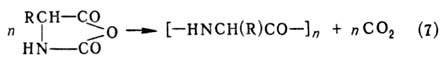 n RCH—CO O HN—CO → [—HNCH(R)CO—]n + nCO2 (7)